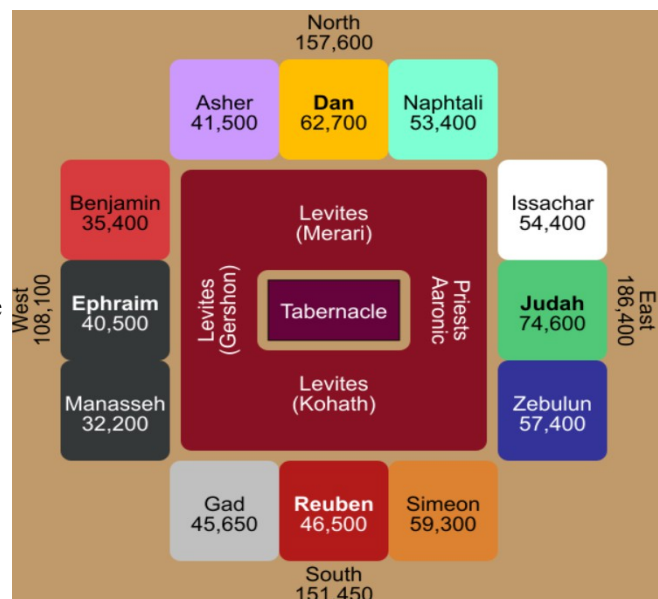 North
157,600
Asher
41,500
Dan
62,700
Naphtali
53,400
Benjamin
35,400
Issachar
54,400
Levites
(Merari)
West
108,100
Ephraim
40,500
Levites
(Gershon)
Tabernacle
Priests
Aaronic
Judah
74,600
East
186,400
Manasseh
32,200
Levites
(Kohath)
Zebulun
57,400
Gad
45,650
Reuben
46,500
Simeon
59,300
South
151,450